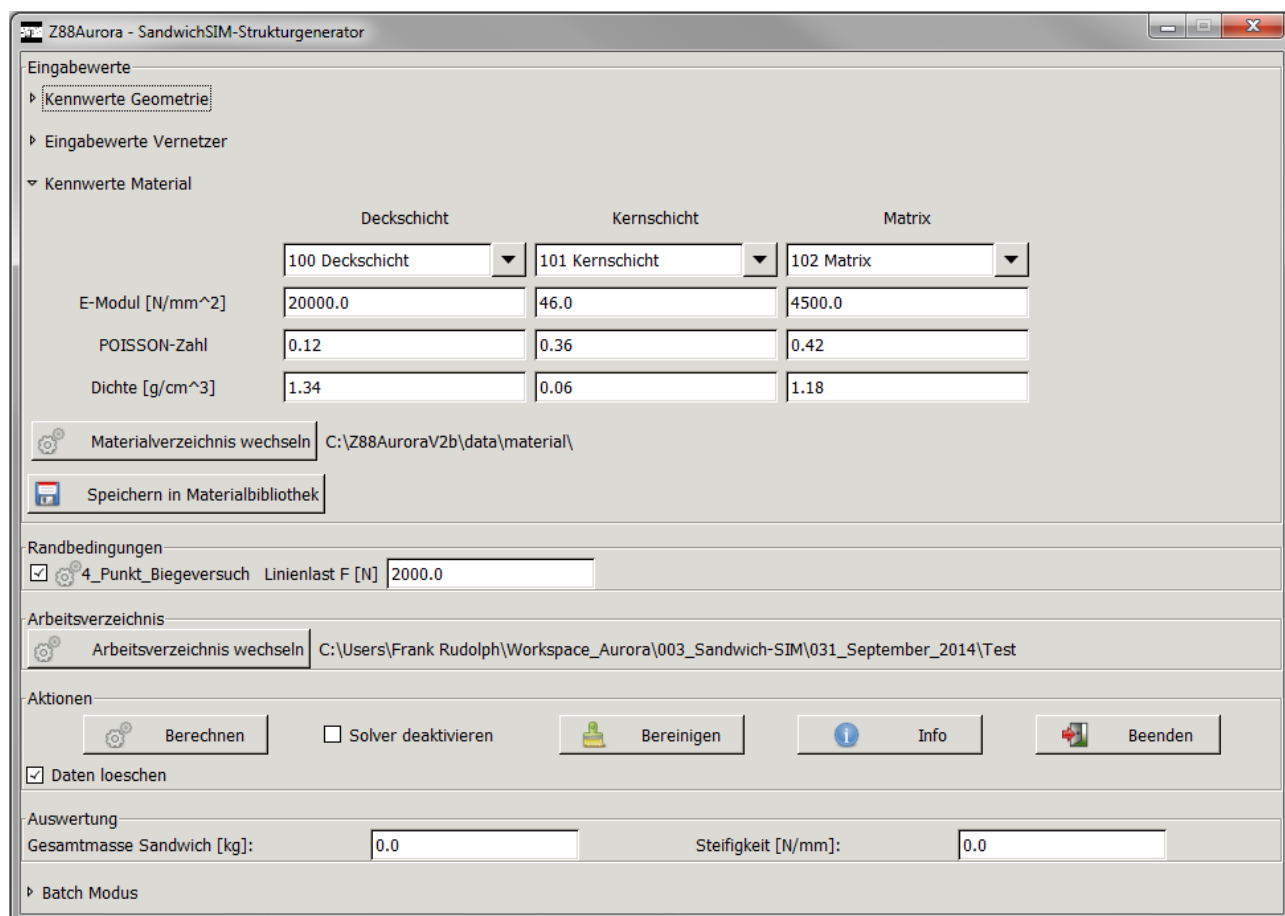 Z88Aurora - SandwichSIM-Strukturgenerator
Eingabewerte
Kennwerte Geometrie
Eingabewerte Vernetzer
Kennwerte Material
Deckschicht Kernschicht Matrix
100 Deckschicht 101 Kernschicht 102 Matrix
E-Modul [N/mm^2] 20000.0 46.0 4500.0
POISSON-Zahl 0.12 0.36 0.42
Dichte [g/cm^3] 1.34 0.06 1.18
Materialverzeichnis wechseln C:\Z88AuroraV2b\data\material\
Speichern in Materialbibliothek
Randbedingungen
4_Punkt_Biegeversuch Linienlast F [N] 2000.0
Arbeitsverzeichnis
Arbeitsverzeichnis wechseln C:\Users\Frank Rudolph\Workspace_Aurora\003_Sandwich-SIM\031_September_2014\Test
Aktionen
Berechnen Solver deaktivieren Bereinigen Info Beenden
Daten loeschen
Auswertung
Gesamtmasse Sandwich [kg]: 0.0 Steifigkeit [N/mm]: 0.0
Batch Modus